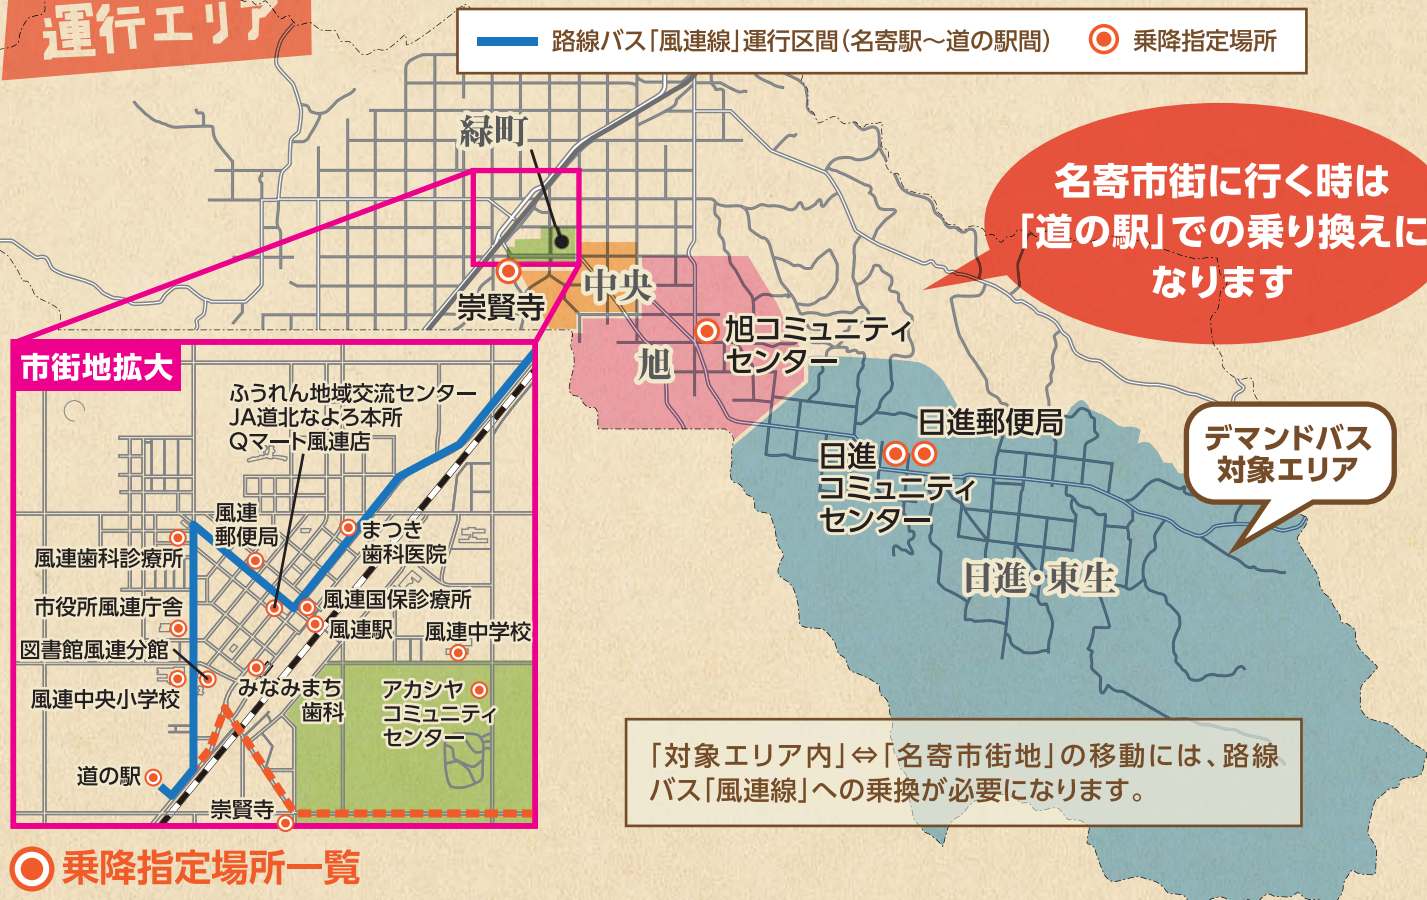 運行エリア
路線バス「風連線」運行区間(名寄駅～道の駅間)
乗降指定場所
緑町
名寄市街に行く時は
「道の駅」での乗り換えに
なります
中央
崇賢寺
旭コミュニティ
センター
旭
市街地拡大
ふうれん地域交流センター
JA道北なよろ本所
Qマート風連店
日進郵便局
日進
コミュニティ
センター
デマンドバス
対象エリア
風連
郵便局
まつき
歯科医院
風連歯科診療所
日進・東生
市役所風連庁舎
風連国保診療所
風連駅
風連中学校
図書館風連分館
風連中央小学校
みなみまち
歯科
アカシヤ
コミュニティ
センター
道の駅
崇賢寺
「対象エリア内」⇔「名寄市街地」の移動には、路線
バス「風連線」への乗換が必要になります。
乗降指定場所一覧